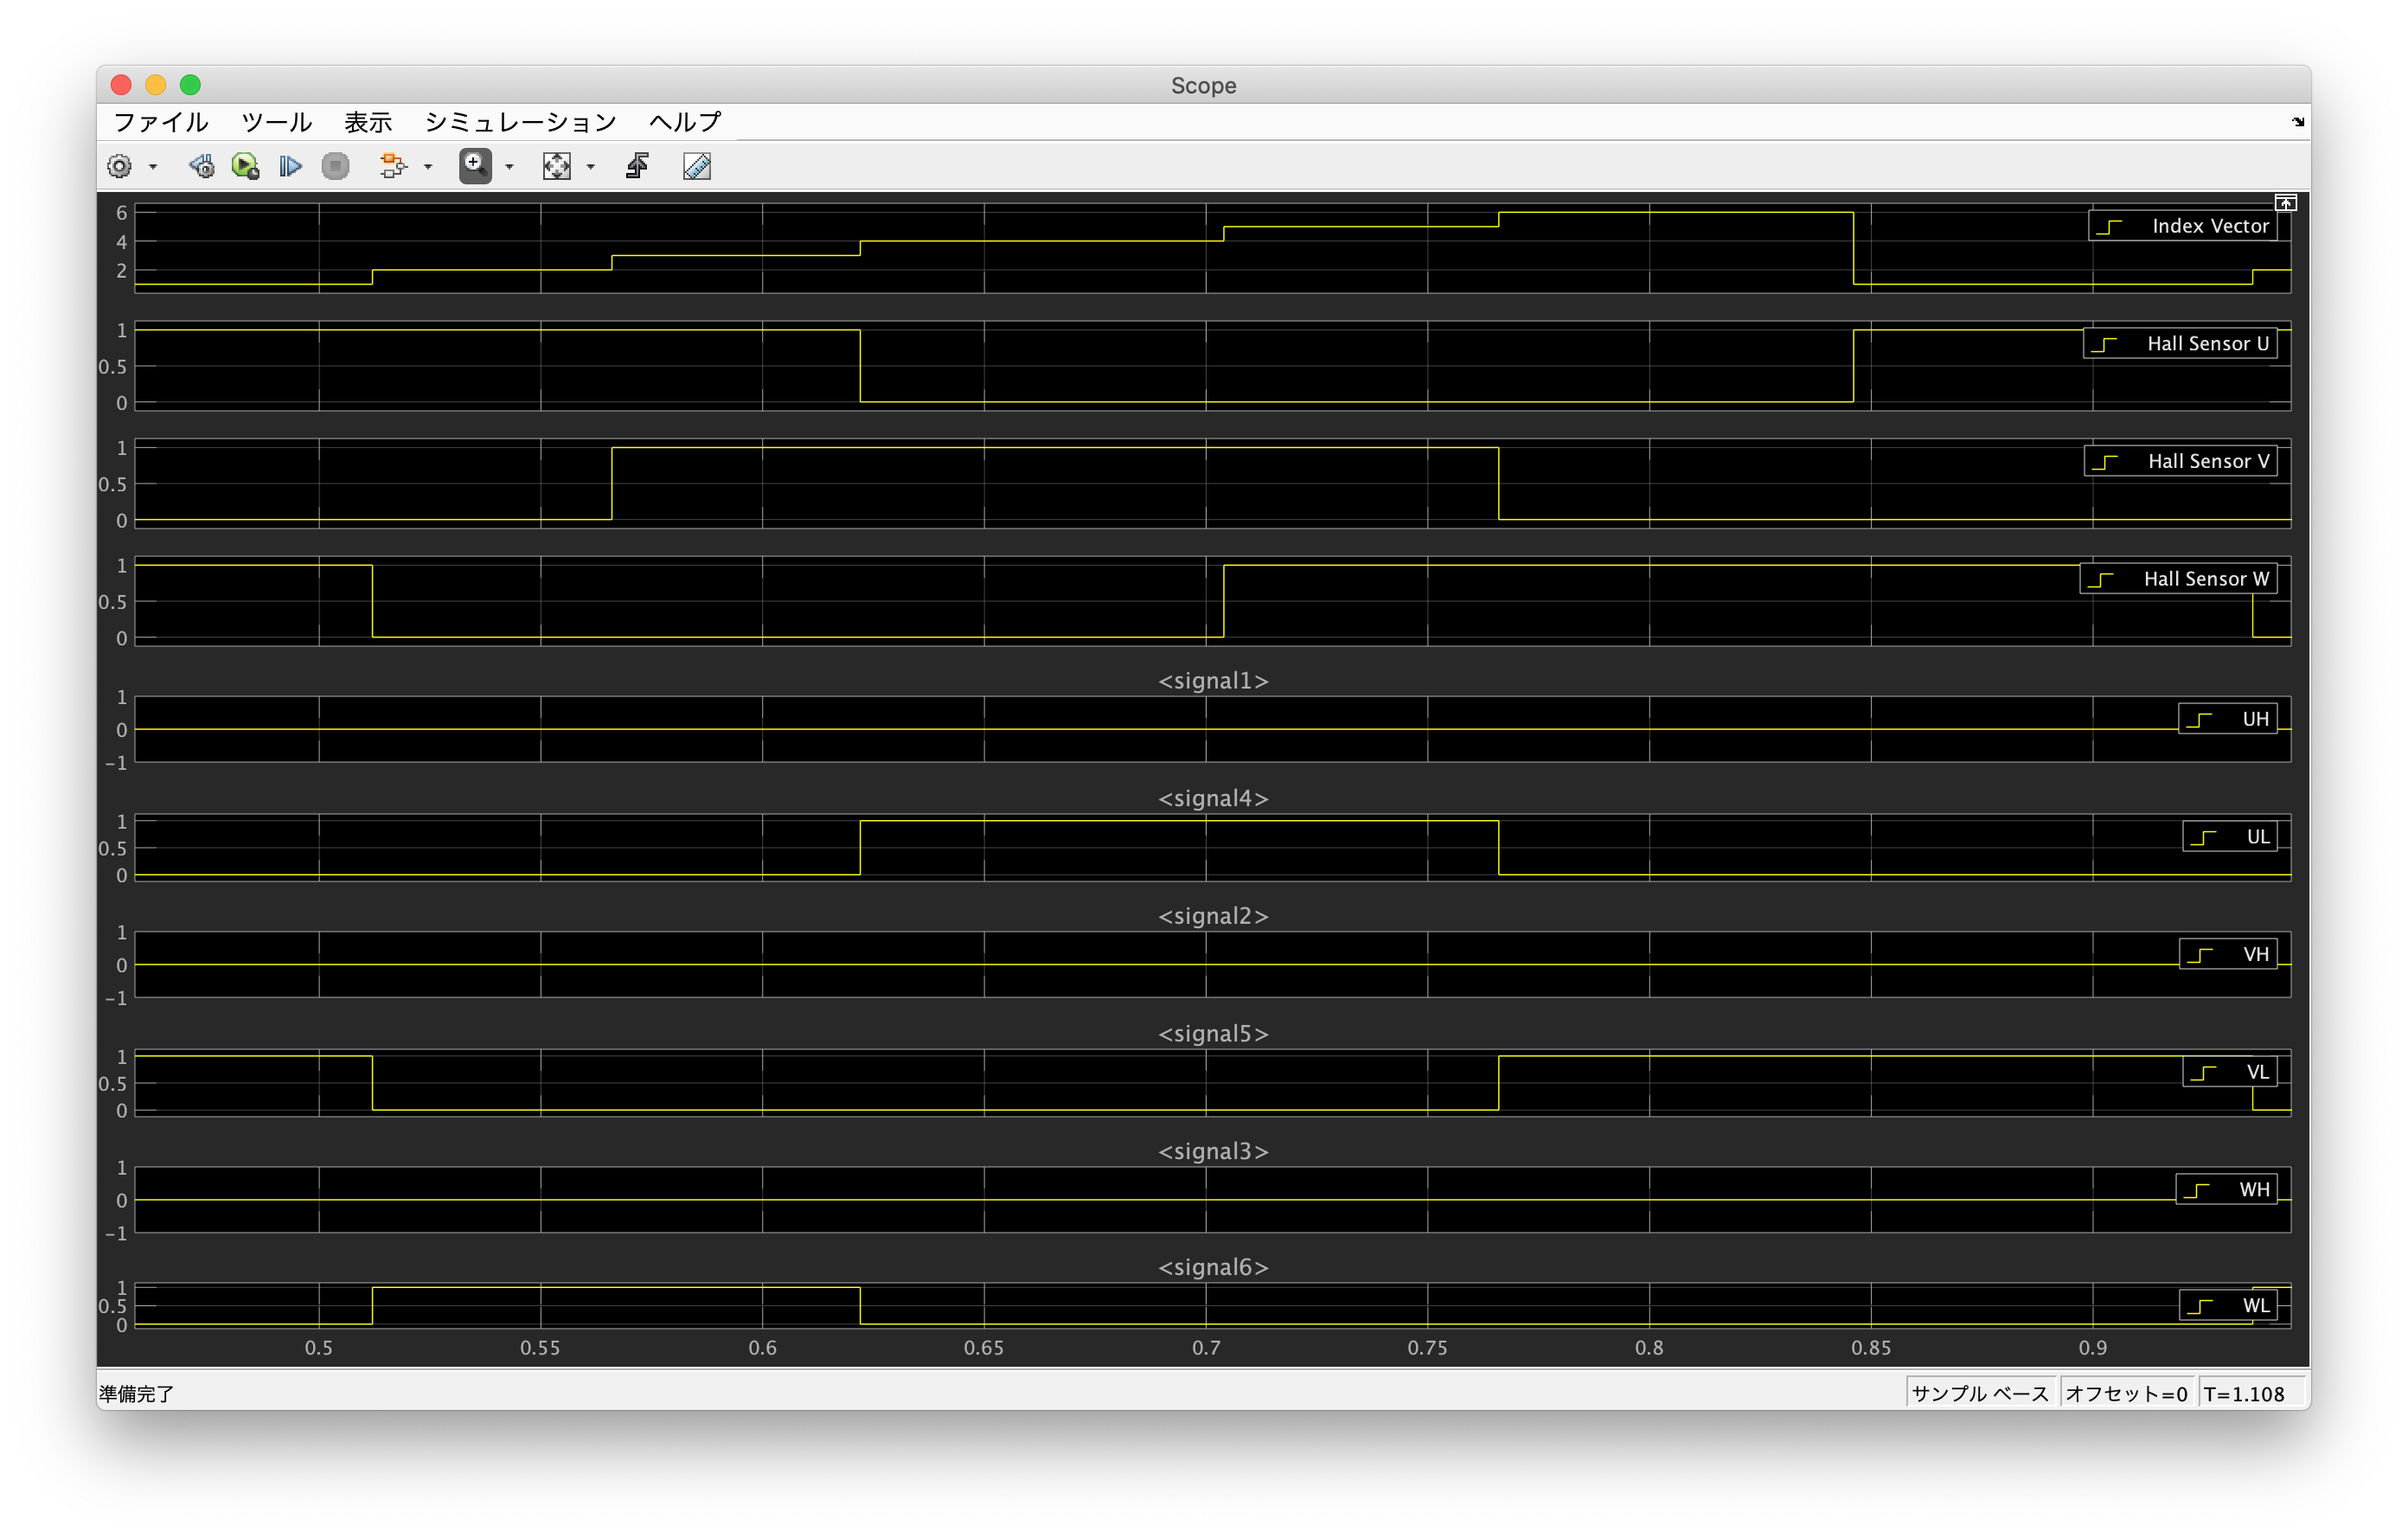 Scope
ファイル ツール 表示 シミュレーション ヘルプ
6
4
2
Index Vector
1
0.5
0
Hall Sensor U
1
0.5
0
Hall Sensor V
1
0.5
0
Hall Sensor W
<signal1>
1
0
−1
UH
<signal4>
1
0.5
0
UL
<signal2>
1
0
−1
VH
<signal5>
1
0.5
0
VL
<signal3>
1
0
−1
WH
<signal6>
1
0.5
0
WL
0.5 0.55 0.6 0.65 0.7 0.75 0.8 0.85 0.9
準備完了 サンプル ベース オフセット=0 T=1.108